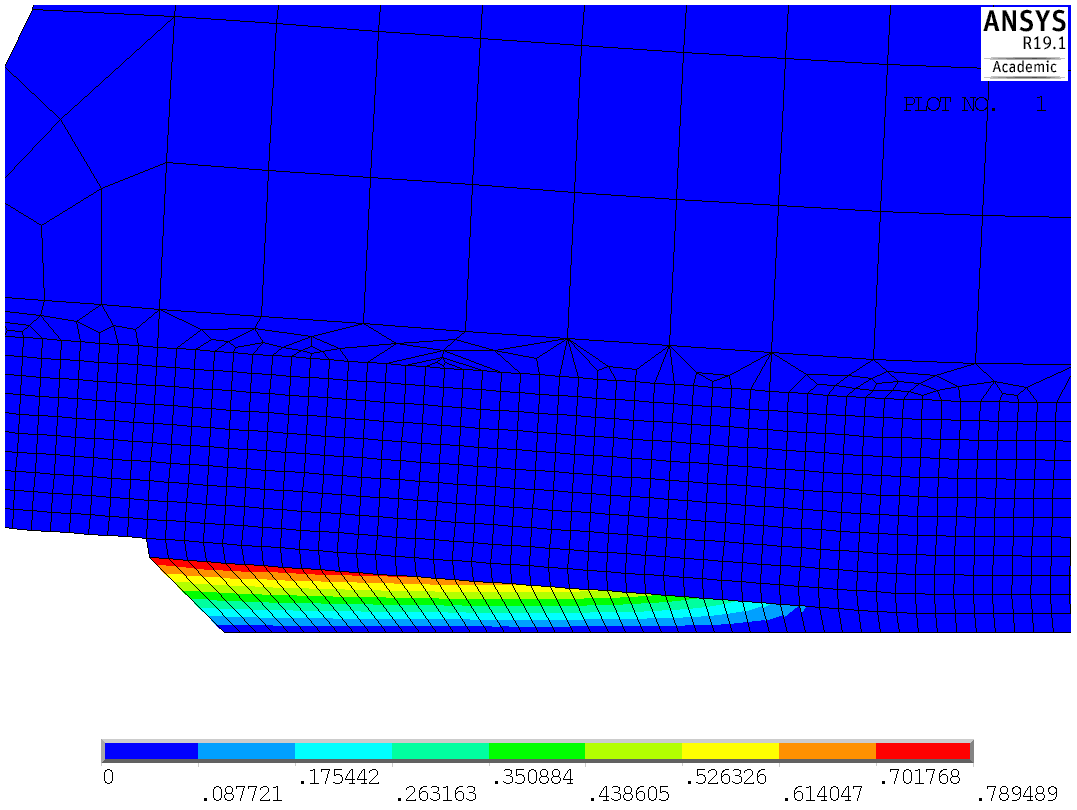 ANSYS
R19.1
Academic
PLOT NO. 1
0 .175442 .350884 .526326 .701768
.087721 .263163 .438605 .614047 .789489